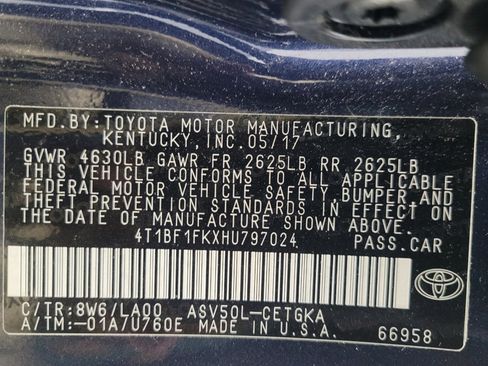 MFD.BY:TOYOTA MOTOR MANUFACTURING,
KENTUCKY,INC.05/17
GVWR 4630LB GAWR FR 2625LB RR 2625LB
THIS VEHICLE CONFORMS TO ALL APPLICABLE
FEDERAL MOTOR VEHICLE SAFETY,BUMPER,AND
THEFT PREVENTION STANDARDS IN EFFECT ON
THE DATE OF MANUFACTURE SHOWN ABOVE.
4T1BF1FKXHU797024 PASS.CAR
C/TR:8W6/LA00 ASV50L-CETGKA
A/TM:-01A/U760E MADE IN U.S.A. 66958